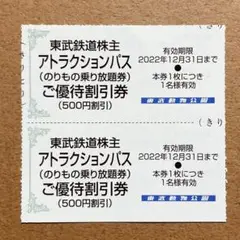 (きり
東武鉄道株主
アトラクションパス
(のりもの乗り放題券)
ご優待割引券
(500円割引)
有効期限
2022年12月31日まで
●
本券1枚につき
1名様有効
東武動物公園
(きり
東武鉄道株主
アトラクションパス
(のりもの乗り放題券)
ご優待割引券
(500円割引)
有効期限
2022年12月31日まで
●
本券1枚につき
1名様有効
東武動物公園